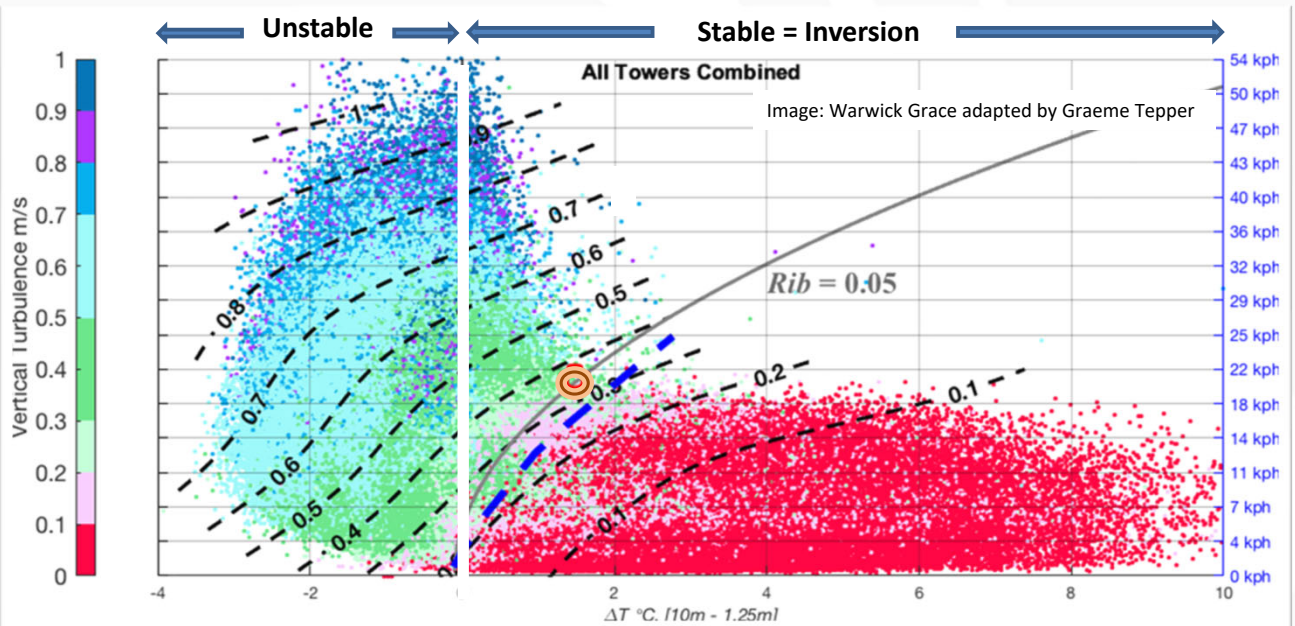 Unstable
Stable = Inversion
All Towers Combined
Image: Warwick Grace adapted by Graeme Tepper
Vertical Turbulence m/s
1
0.9
0.8
0.7
0.6
0.5
0.4
0.3
0.2
0.1
0
54 kph
50 kph
47 kph
43 kph
40 kph
36 kph
32 kph
29 kph
25 kph
22 kph
18 kph
14 kph
11 kph
7 kph
4 kph
0 kph
1
0.9
0.8
0.7
0.7
0.6
0.6
0.5
0.5
0.4
0.3
0.2
0.1
0.1
Rib = 0.05
-4
-2
2
4
6
8
10
ΔT °C. [10m - 1.25m]